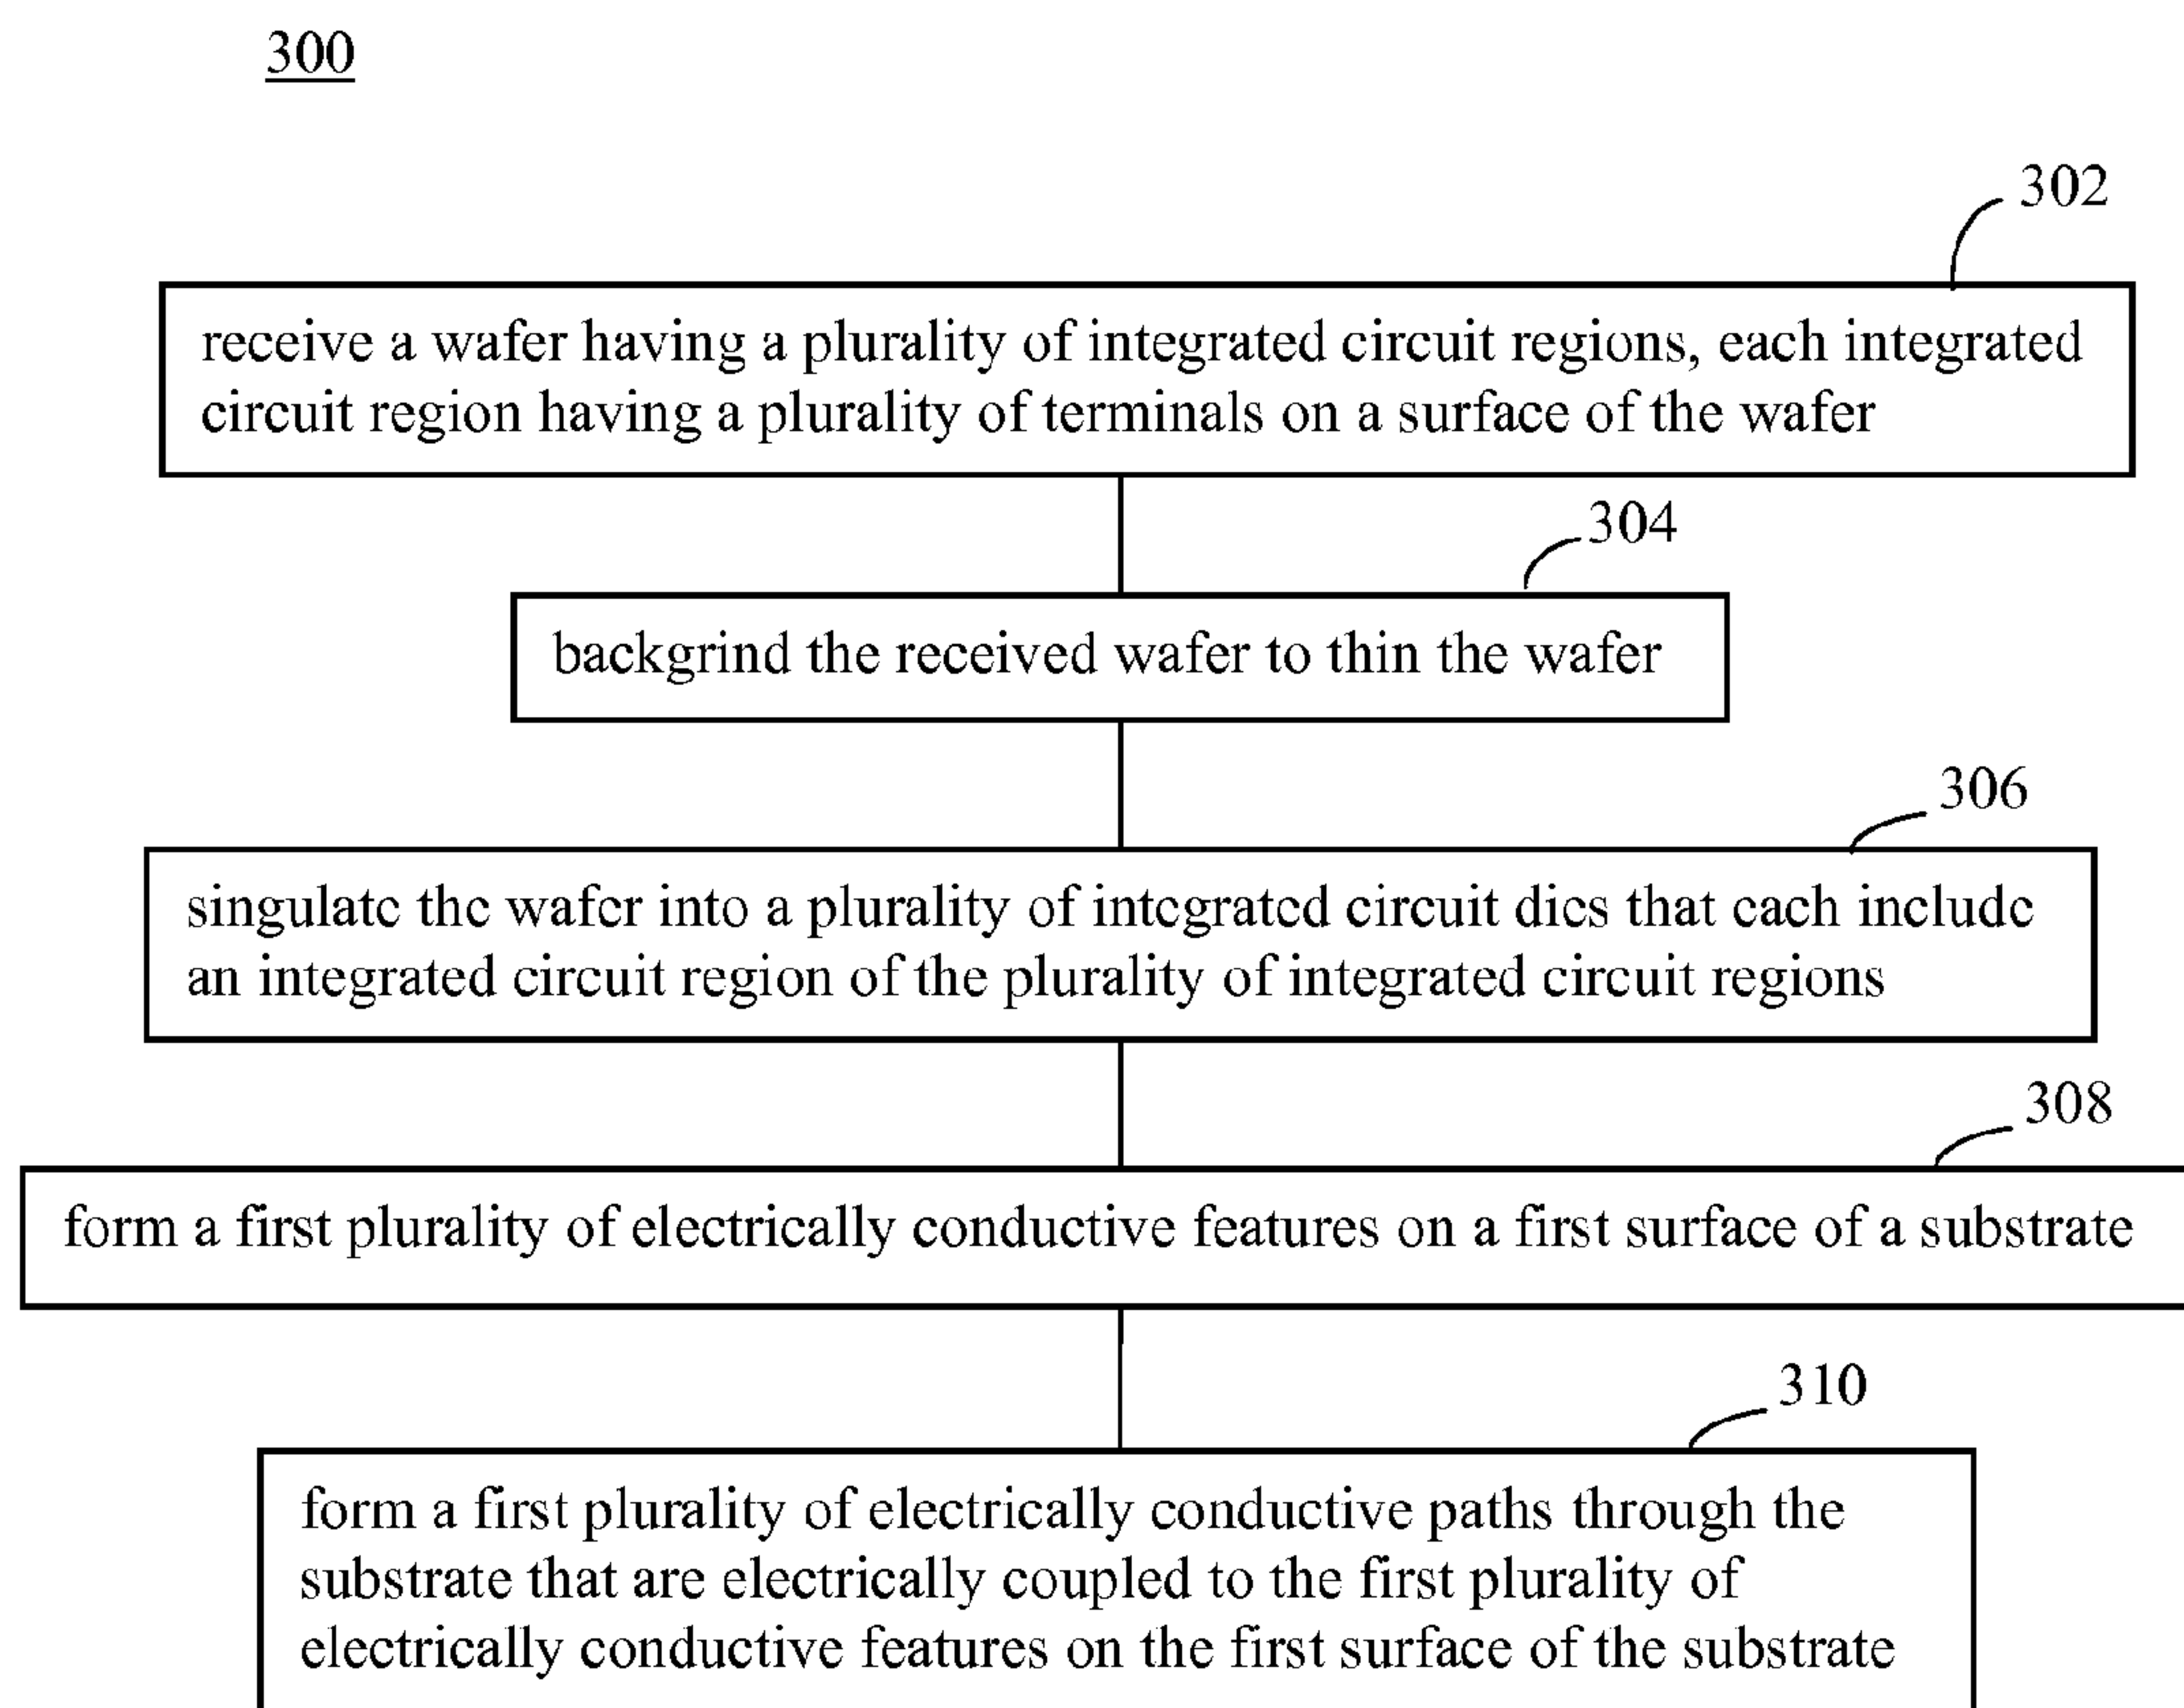 300
302
receive a wafer having a plurality of integrated circuit regions, each integrated
circuit region having a plurality of terminals on a surface of the wafer
304
backgrind the received wafer to thin the wafer
306
singulate the wafer into a plurality of integrated circuit dies that each include
an integrated circuit region of the plurality of integrated circuit regions
308
form a first plurality of electrically conductive features on a first surface of a substrate
310
form a first plurality of electrically conductive paths through the
substrate that are electrically coupled to the first plurality of
electrically conductive features on the first surface of the substrate